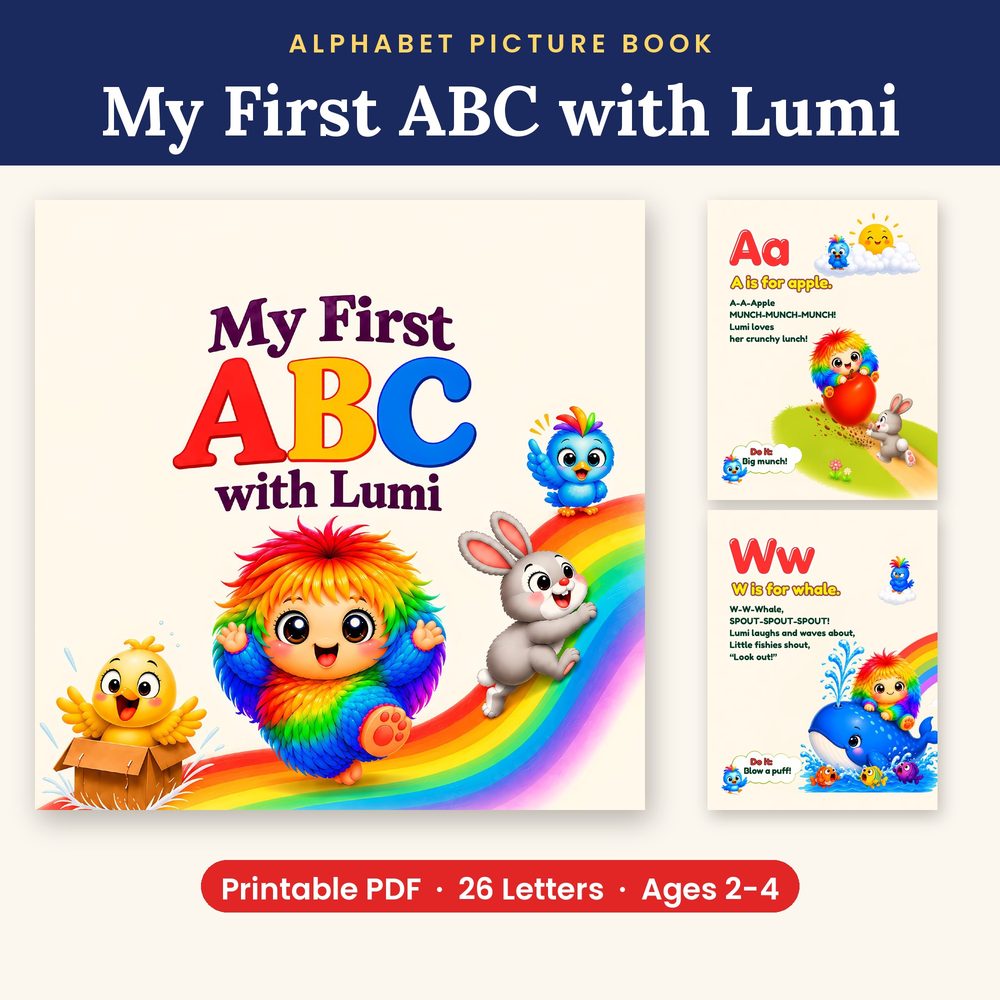 ALPHABET PICTURE BOOK
My First ABC with Lumi
My First
ABC
with Lumi
Aa
A is for apple.
A-A-Apple
MUNCH-MUNCH-MUNCH!
Lumi loves
her crunchy lunch!
Do it:
Big munch!
Ww
W is for whale.
W-W-Whale,
SPOUT-SPOUT-SPOUT!
Lumi laughs and waves about,
Little fishies shout,
“Look out!”
Do it:
Blow a puff!
Printable PDF · 26 Letters · Ages 2-4